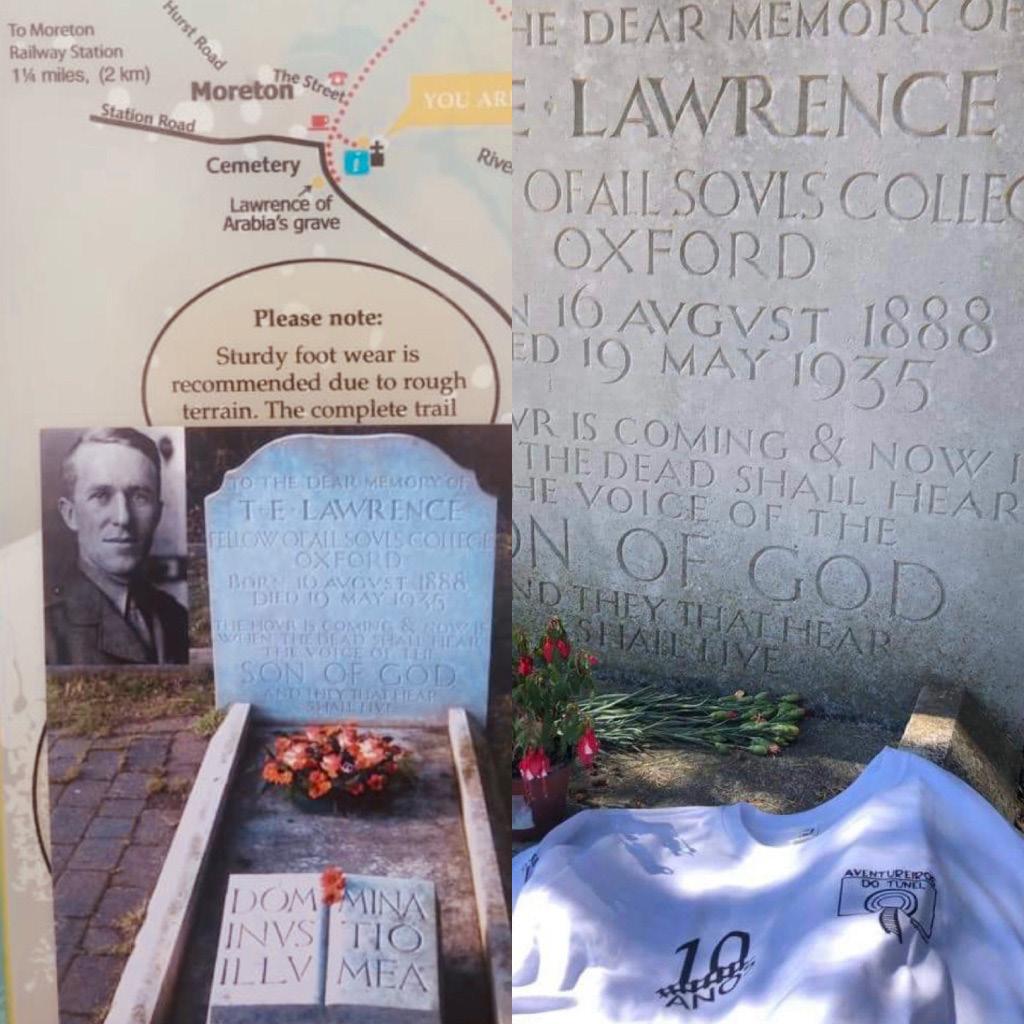 To Moreton
Railway Station
1¼ miles, (2 km)
Hurst Road
The Street
Moreton
YOU AR
Station Road
Cemetery
Rive
Lawrence of
Arabia's grave
Please note:
Sturdy foot wear is
recommended due to rough
terrain. The complete trail
TO THE DEAR MEMORY OF
T·E·LAWRENCE
FELLOW OF ALL SOVLS COLLEGE
OXFORD
BORN 16 AVGVST 1888
DIED 19 MAY 1935
THE HOVR IS COMING & NOW IS
WHEN THE DEAD SHALL HEAR
THE VOICE OF THE
SON OF GOD
AND THEY THAT HEAR
SHALL LIVE
DOMI MINA
INVS TIO
ILLV MEA
HE DEAR MEMORY OF
E·LAWRENCE
OF ALL SOVLS COLLEG
OXFORD
N 16 AVGVST 1888
ED 19 MAY 1935
VR IS COMING & NOW I
THE DEAD SHALL HEAR
HE VOICE OF THE
ON OF GOD
ND THEY THAT HEAR
SHALL LIVE
AVENTUREIROS
DO TUNEL
10
ANOS